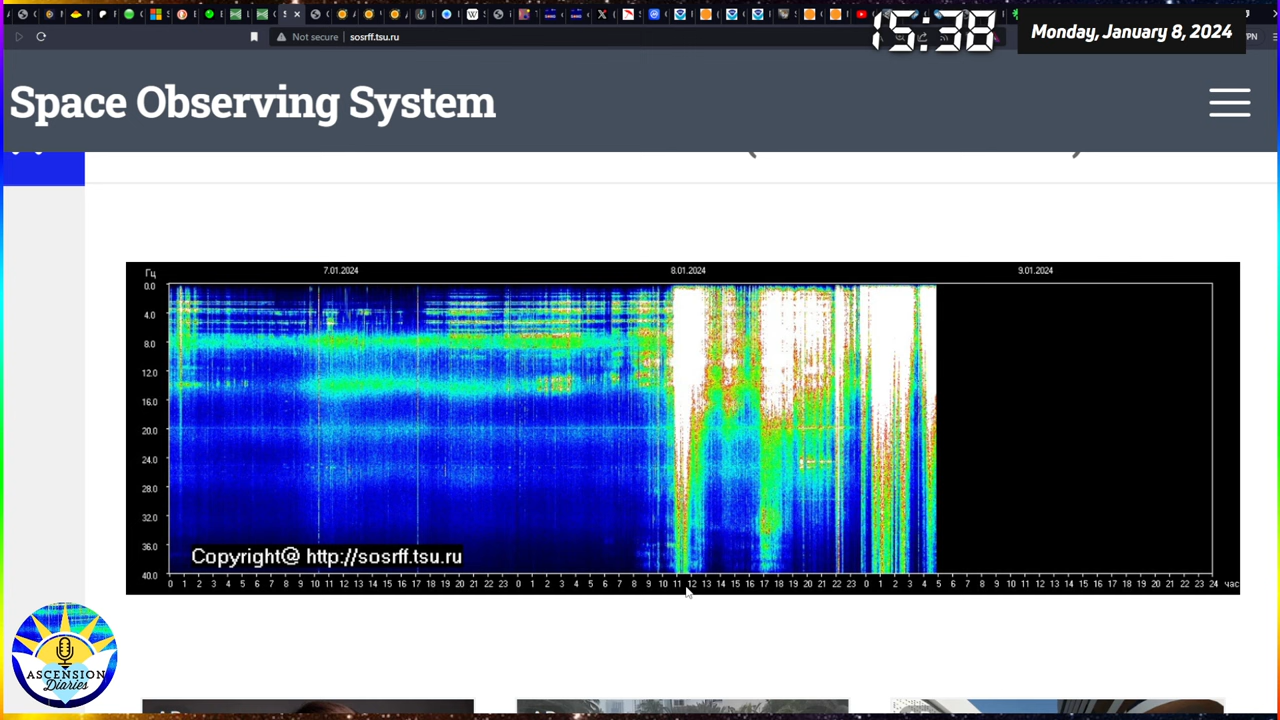 15:38
Monday, January 8, 2024
Not secure
sosrff.tsu.ru
Space Observing System
Гц
7.01.2024
8.01.2024
9.01.2024
0.0
4.0
8.0
12.0
16.0
20.0
24.0
28.0
32.0
36.0
40.0
Copyright@ http://sosrff.tsu.ru
0 1 2 3 4 5 6 7 8 9 10 11 12 13 14 15 16 17 18 19 20 21 22 23 0 1 2 3 4 5 6 7 8 9 10 11 12 13 14 15 16 17 18 19 20 21 22 23 0 1 2 3 4 5 6 7 8 9 10 11 12 13 14 15 16 17 18 19 20 21 22 23 24 час
ASCENSION
Diaries